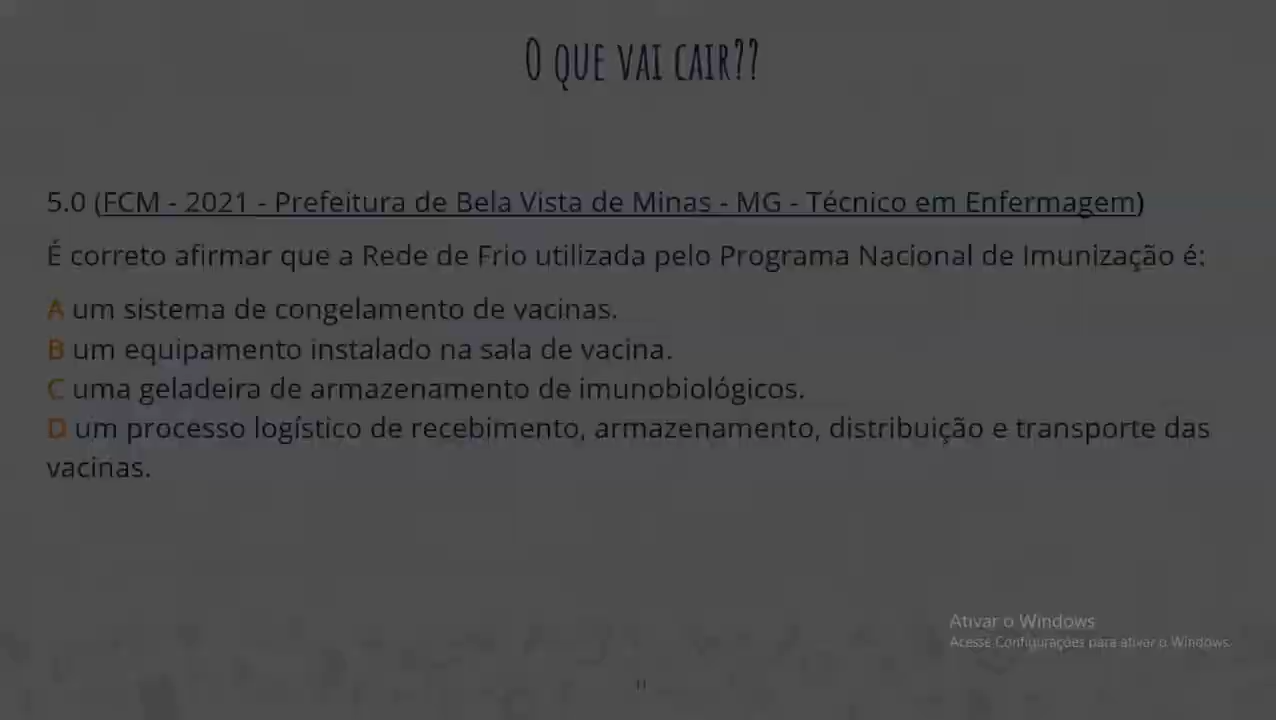 O QUE VAI CAIR??
5.0 (FCM - 2021 - Prefeitura de Bela Vista de Minas - MG - Técnico em Enfermagem)
É correto afirmar que a Rede de Frio utilizada pelo Programa Nacional de Imunização é:
A um sistema de congelamento de vacinas.
B um equipamento instalado na sala de vacina.
C uma geladeira de armazenamento de imunobiológicos.
D um processo logístico de recebimento, armazenamento, distribuição e transporte das
vacinas.
Ativar o Windows
Acesse Configurações para ativar o Windows.
11